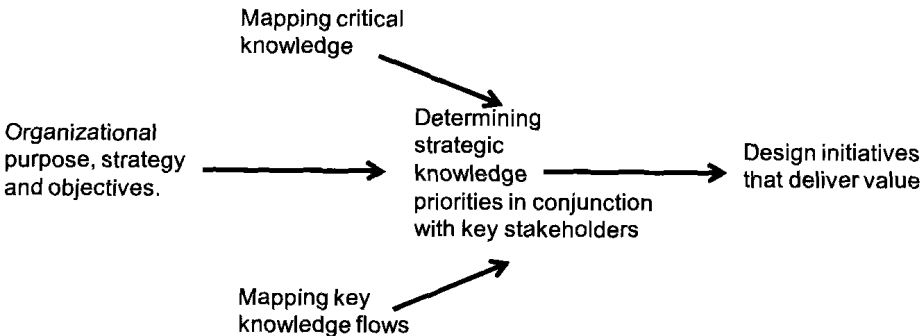 Mapping critical
knowledge
Organizational
purpose, strategy
and objectives.
Determining
strategic
knowledge
priorities in conjunction
with key stakeholders
Design initiatives
that deliver value
Mapping key
knowledge flows